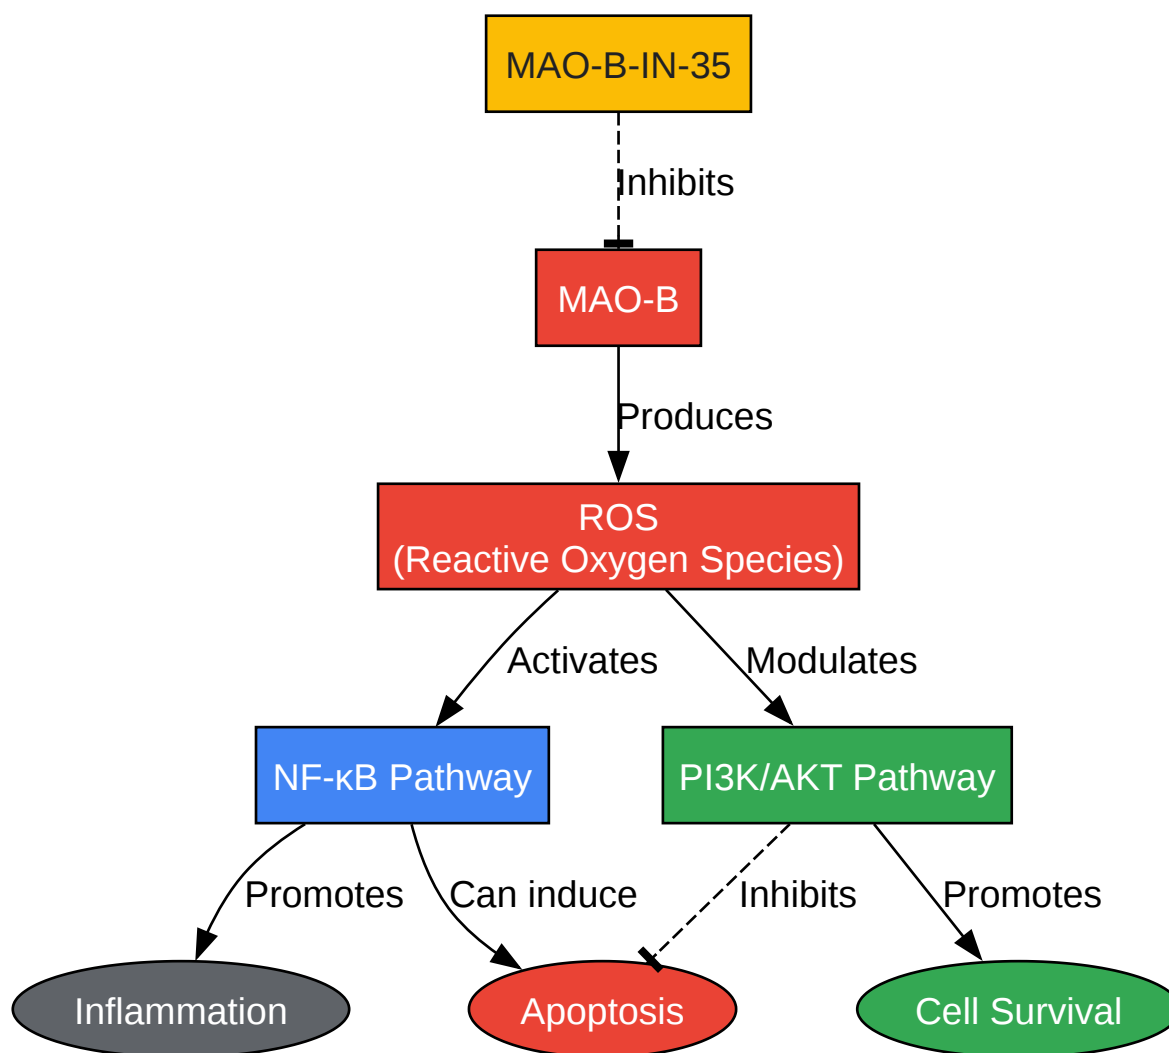 MAO-B-IN-35
Inhibits
MAO-B
Produces
ROS
(Reactive Oxygen Species)
Activates
Modulates
NF-κB Pathway
PI3K/AKT Pathway
Promotes
Can induce
Inhibits
Promotes
Inflammation
Apoptosis
Cell Survival